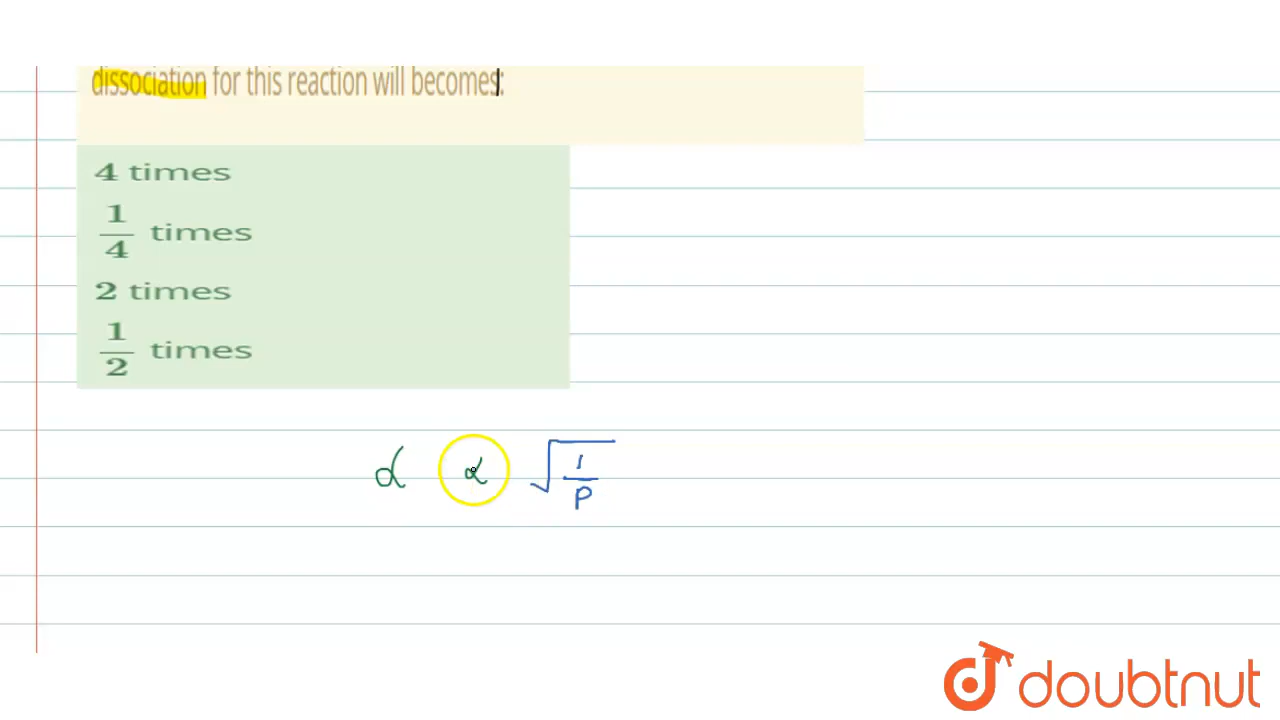 dissociation for this reaction will becomes:
4 times
1/4 times
2 times
1/2 times
α ∝ √(1/P)
doubtnut